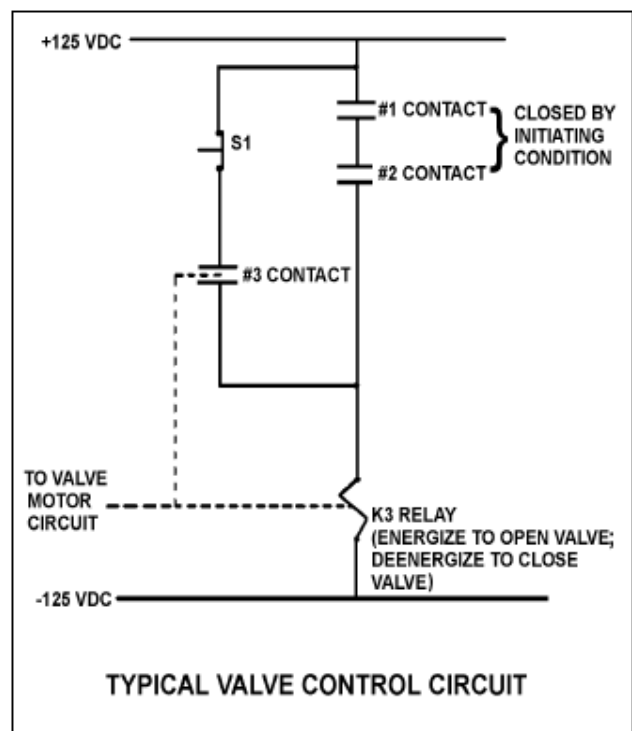 +125 VDC
#1 CONTACT
CLOSED BY
INITIATING
CONDITION
S1
#2 CONTACT
#3 CONTACT
TO VALVE
MOTOR
CIRCUIT
K3 RELAY
(ENERGIZE TO OPEN VALVE;
DEENERGIZE TO CLOSE
VALVE)
-125 VDC
TYPICAL VALVE CONTROL CIRCUIT